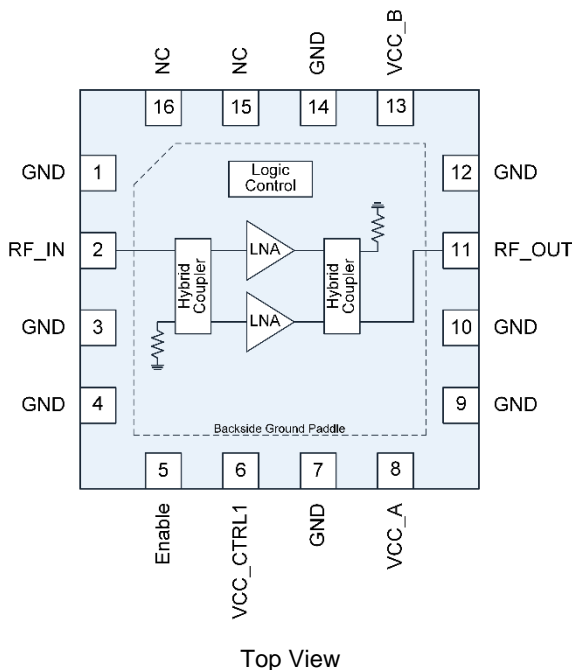 NC
NC
GND
VCC_B
16
15
14
13
GND 1
Logic
Control
12 GND
RF_IN 2
Hybrid
Coupler
LNA
Hybrid
Coupler
11 RF_OUT
GND 3
LNA
10 GND
GND 4
9 GND
Backside Ground Paddle
5
6
7
8
Enable
VCC_CTRL1
GND
VCC_A
Top View